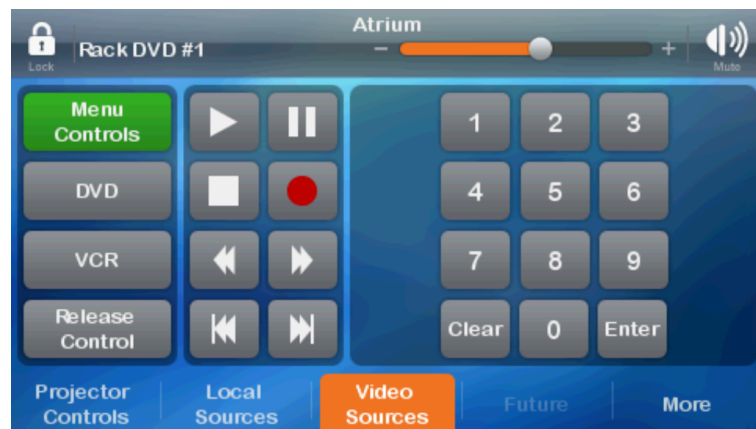 Atrium
Lock
Rack DVD #1
−
+
Mute
Menu
Controls
DVD
VCR
Release
Control
1 2 3
4 5 6
7 8 9
Clear 0 Enter
Projector
Controls
Local
Sources
Video
Sources
Future
More